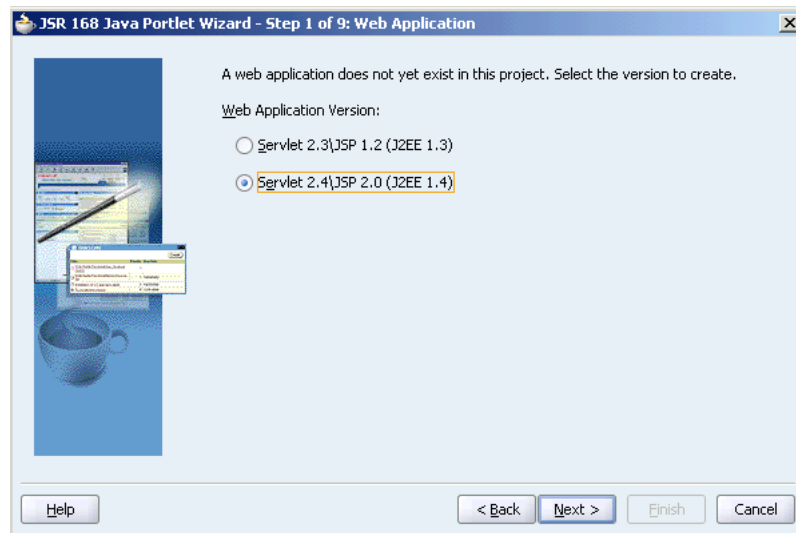 JSR 168 Java Portlet Wizard - Step 1 of 9: Web Application
A web application does not yet exist in this project. Select the version to create.
Web Application Version:
Servlet 2.3\JSP 1.2 (J2EE 1.3)
Servlet 2.4\JSP 2.0 (J2EE 1.4)
Help
< Back
Next >
Finish
Cancel